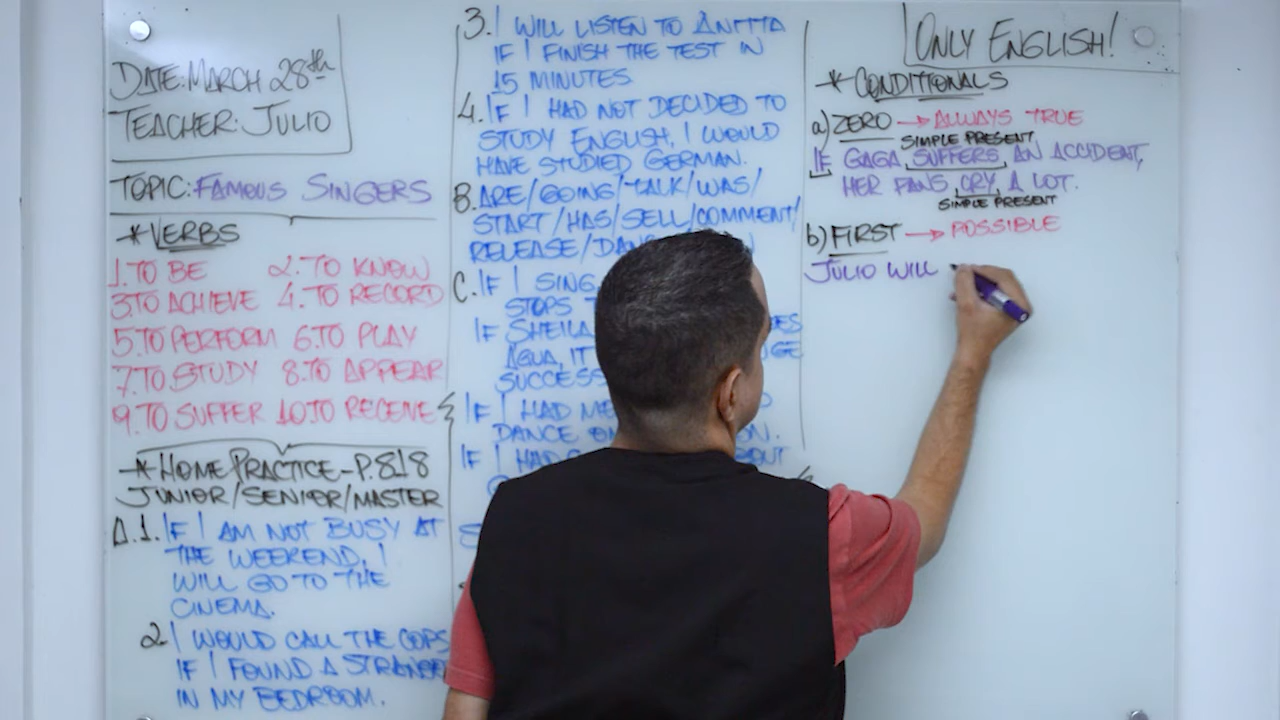 DATE: MARCH 28th
TEACHER: JULIO
TOPIC: FAMOUS SINGERS
* VERBS
1. TO BE 2. TO KNOW
3. TO ACHIEVE 4. TO RECORD
5. TO PERFORM 6. TO PLAY
7. TO STUDY 8. TO APPEAR
9. TO SUFFER 10. TO RECEIVE
* HOME PRACTICE - P. 818
JUNIOR/SENIOR/MASTER
A. 1. IF I AM NOT BUSY AT
THE WEEKEND, I
WILL GO TO THE
CINEMA.
2 I WOULD CALL THE COPS
IF I FOUND A STRANGER
IN MY BEDROOM.
3. I WILL LISTEN TO ANITTA
IF I FINISH THE TEST IN
15 MINUTES
4. IF I HAD NOT DECIDED TO
STUDY ENGLISH, I WOULD
HAVE STUDIED GERMAN.
B. ARE/GOING/TALK/WAS/
START/HAS/SELL/COMMENT/
RELEASE/
C. IF I SING
STOPS
IF SHEILA
AGUA, IT
SUCCESS
IF I HAD
DANCE
IF I HAD
ONLY ENGLISH!
* CONDITIONALS
a) ZERO → ALWAYS TRUE
SIMPLE PRESENT
IF GAGA SUFFERS AN ACCIDENT,
HER FANS CRY A LOT.
SIMPLE PRESENT
b) FIRST → POSSIBLE
JULIO WILL